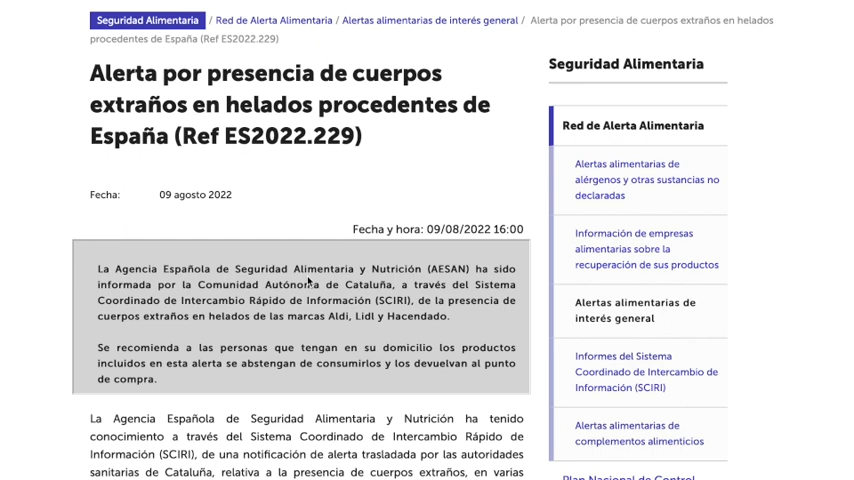 Seguridad Alimentaria / Red de Alerta Alimentaria / Alertas alimentarias de interés general / Alerta por presencia de cuerpos extraños en helados
procedentes de España (Ref ES2022.229)
Alerta por presencia de cuerpos
extraños en helados procedentes de
España (Ref ES2022.229)
Fecha: 09 agosto 2022
Fecha y hora: 09/08/2022 16:00
La Agencia Española de Seguridad Alimentaria y Nutrición (AESAN) ha sido
informada por la Comunidad Autónoma de Cataluña, a través del Sistema
Coordinado de Intercambio Rápido de Información (SCIRI), de la presencia de
cuerpos extraños en helados de las marcas Aldi, Lidl y Hacendado.
Se recomienda a las personas que tengan en su domicilio los productos
incluidos en esta alerta se abstengan de consumirlos y los devuelvan al punto
de compra.
La Agencia Española de Seguridad Alimentaria y Nutrición ha tenido
conocimiento a través del Sistema Coordinado de Intercambio Rápido de
Información (SCIRI), de una notificación de alerta trasladada por las autoridades
sanitarias de Cataluña, relativa a la presencia de cuerpos extraños, en varias
Seguridad Alimentaria
Red de Alerta Alimentaria
Alertas alimentarias de
alérgenos y otras sustancias no
declaradas
Información de empresas
alimentarias sobre la
recuperación de sus productos
Alertas alimentarias de
interés general
Informes del Sistema
Coordinado de Intercambio de
Información (SCIRI)
Alertas alimentarias de
complementos alimenticios
Plan Nacional de Control